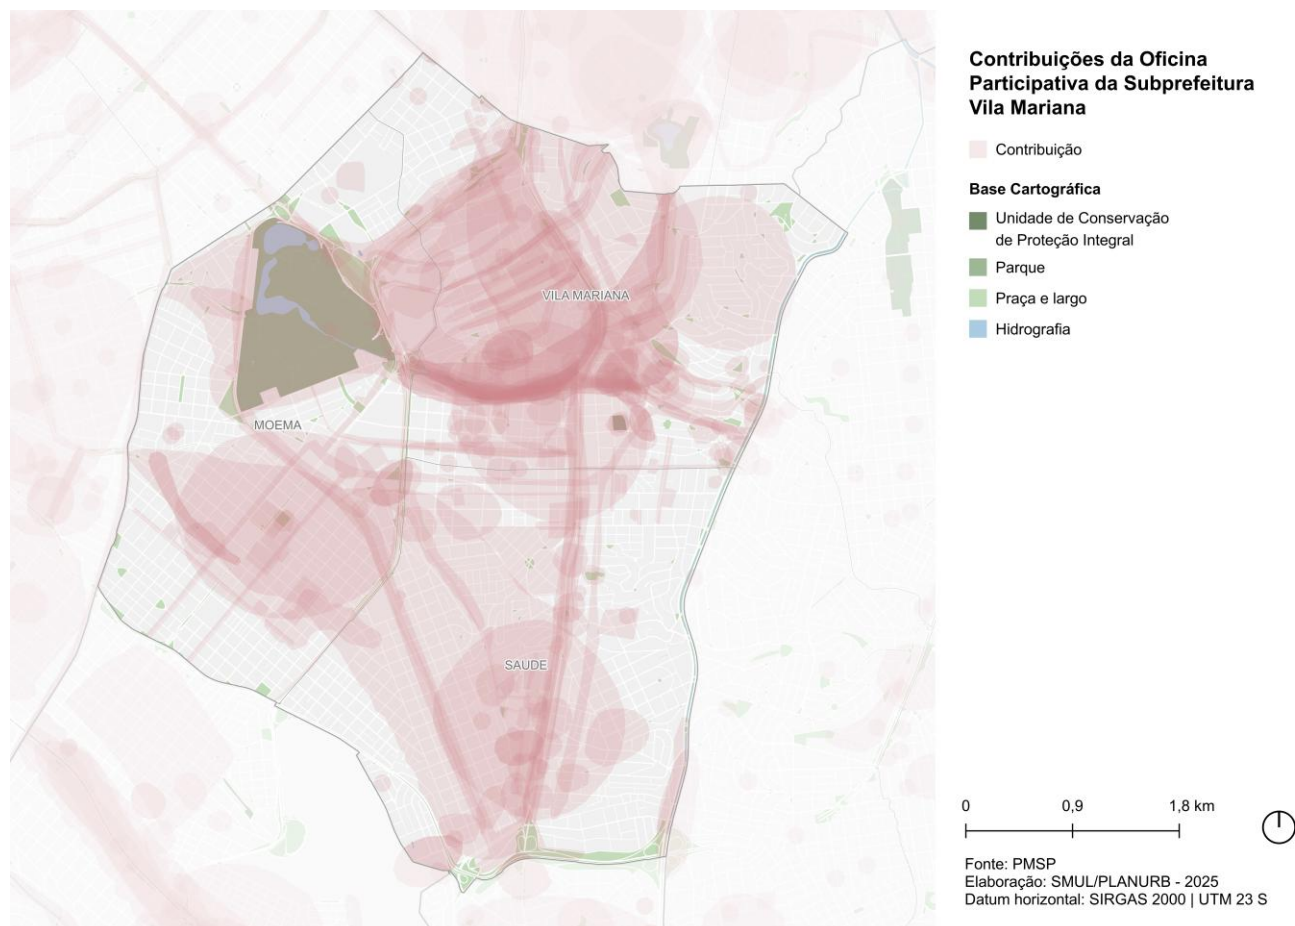 Contribuições da Oficina
Participativa da Subprefeitura
Vila Mariana
Contribuição
Base Cartográfica
Unidade de Conservação
de Proteção Integral
Parque
Praça e largo
Hidrografia
VILA MARIANA
MOEMA
SAUDE
0 0,9 1,8 km
Fonte: PMSP
Elaboração: SMUL/PLANURB - 2025
Datum horizontal: SIRGAS 2000 | UTM 23 S